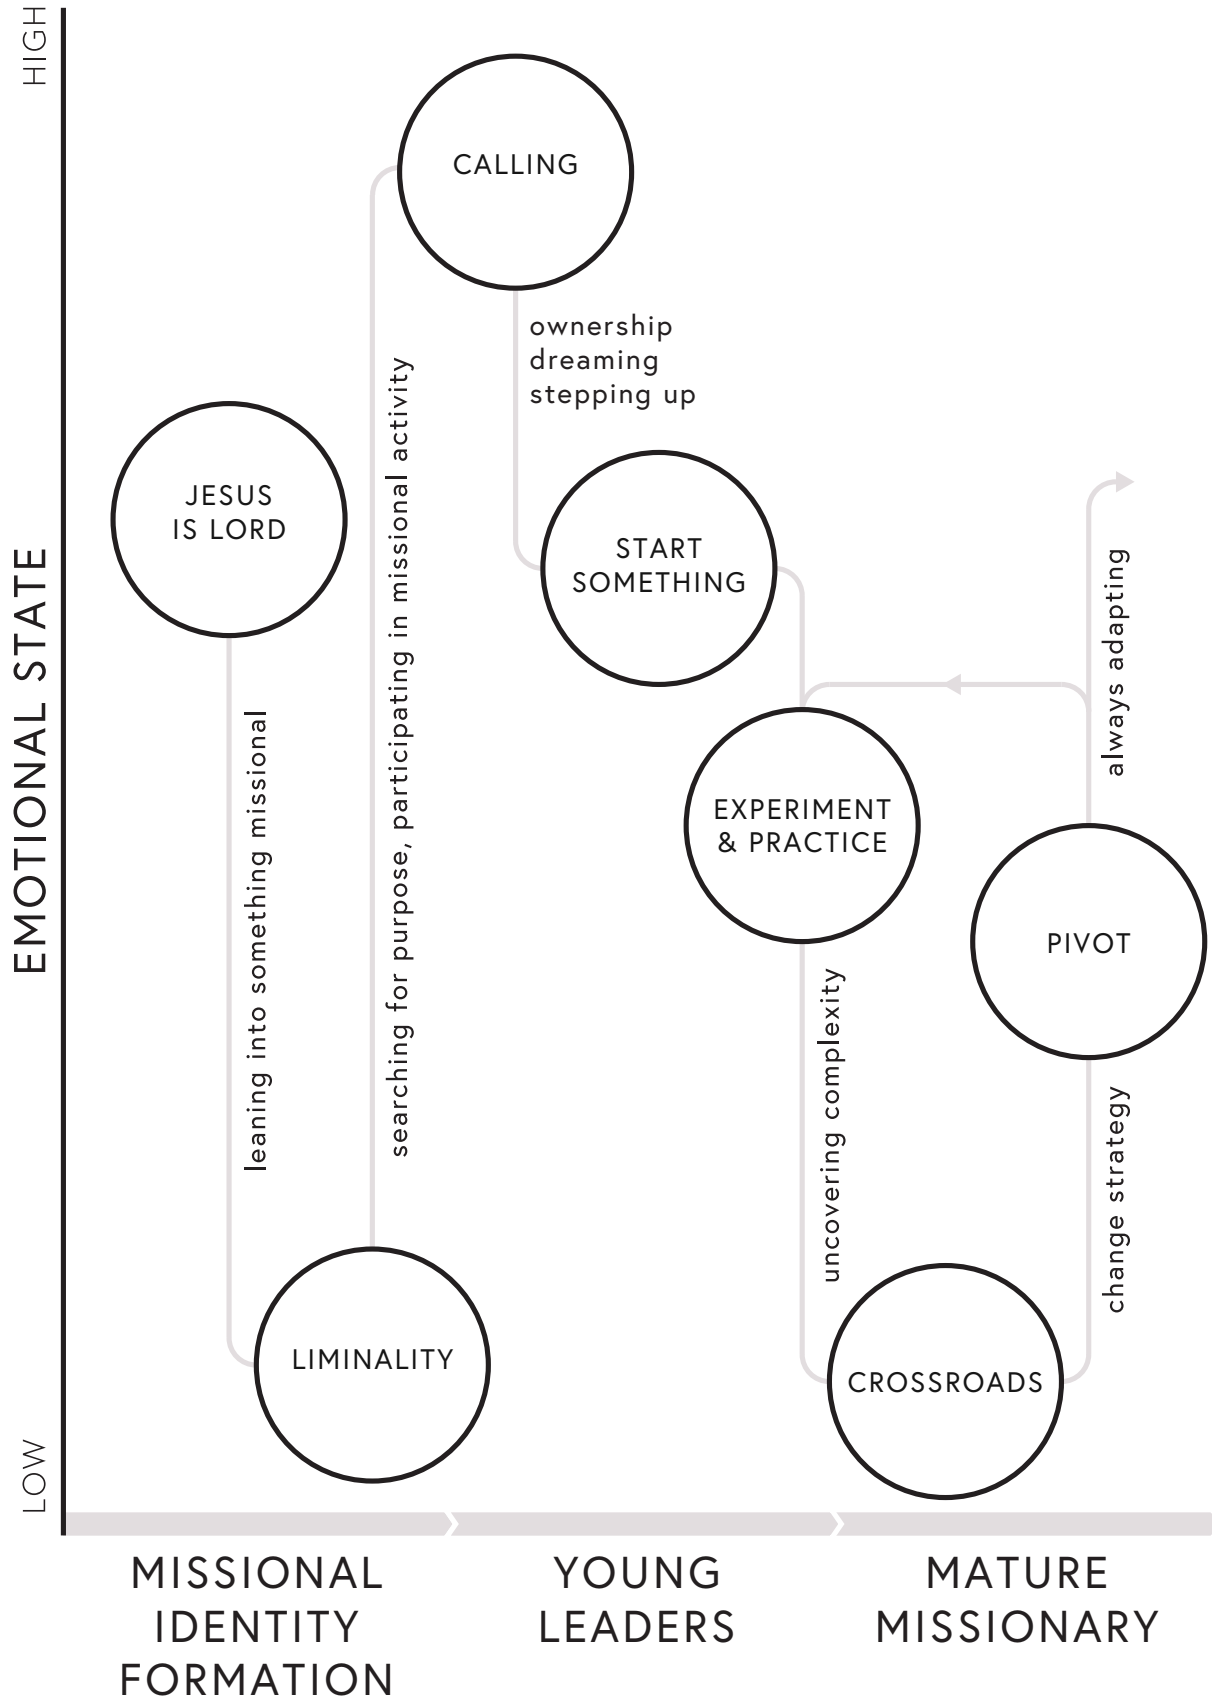 HIGH
CALLING
ownership
dreaming
stepping up
searching for purpose, participating in missional activity
JESUS
IS LORD
START
SOMETHING
EMOTIONAL STATE
always adapting
leaning into something missional
EXPERIMENT
& PRACTICE
PIVOT
uncovering complexity
change strategy
LIMINALITY
CROSSROADS
LOW
MISSIONAL
IDENTITY
FORMATION
YOUNG
LEADERS
MATURE
MISSIONARY